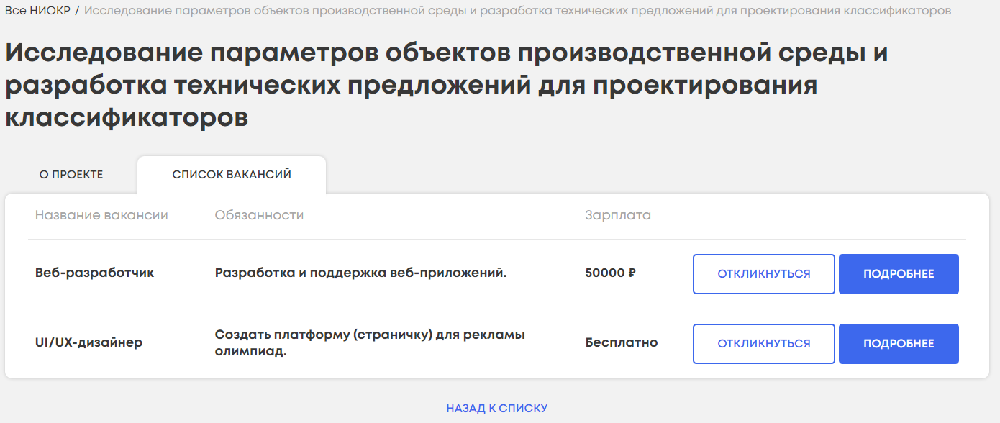 Все НИОКР / Исследование параметров объектов производственной среды и разработка технических предложений для проектирования классификаторов
Исследование параметров объектов производственной среды и
разработка технических предложений для проектирования
классификаторов
О ПРОЕКТЕ СПИСОК ВАКАНСИЙ
Название вакансии Обязанности Зарплата
Веб-разработчик Разработка и поддержка веб-приложений. 50000 ₽ ОТКЛИКНУТЬСЯ ПОДРОБНЕЕ
UI/UX-дизайнер Создать платформу (страничку) для рекламы
олимпиад. Бесплатно ОТКЛИКНУТЬСЯ ПОДРОБНЕЕ
НАЗАД К СПИСКУ